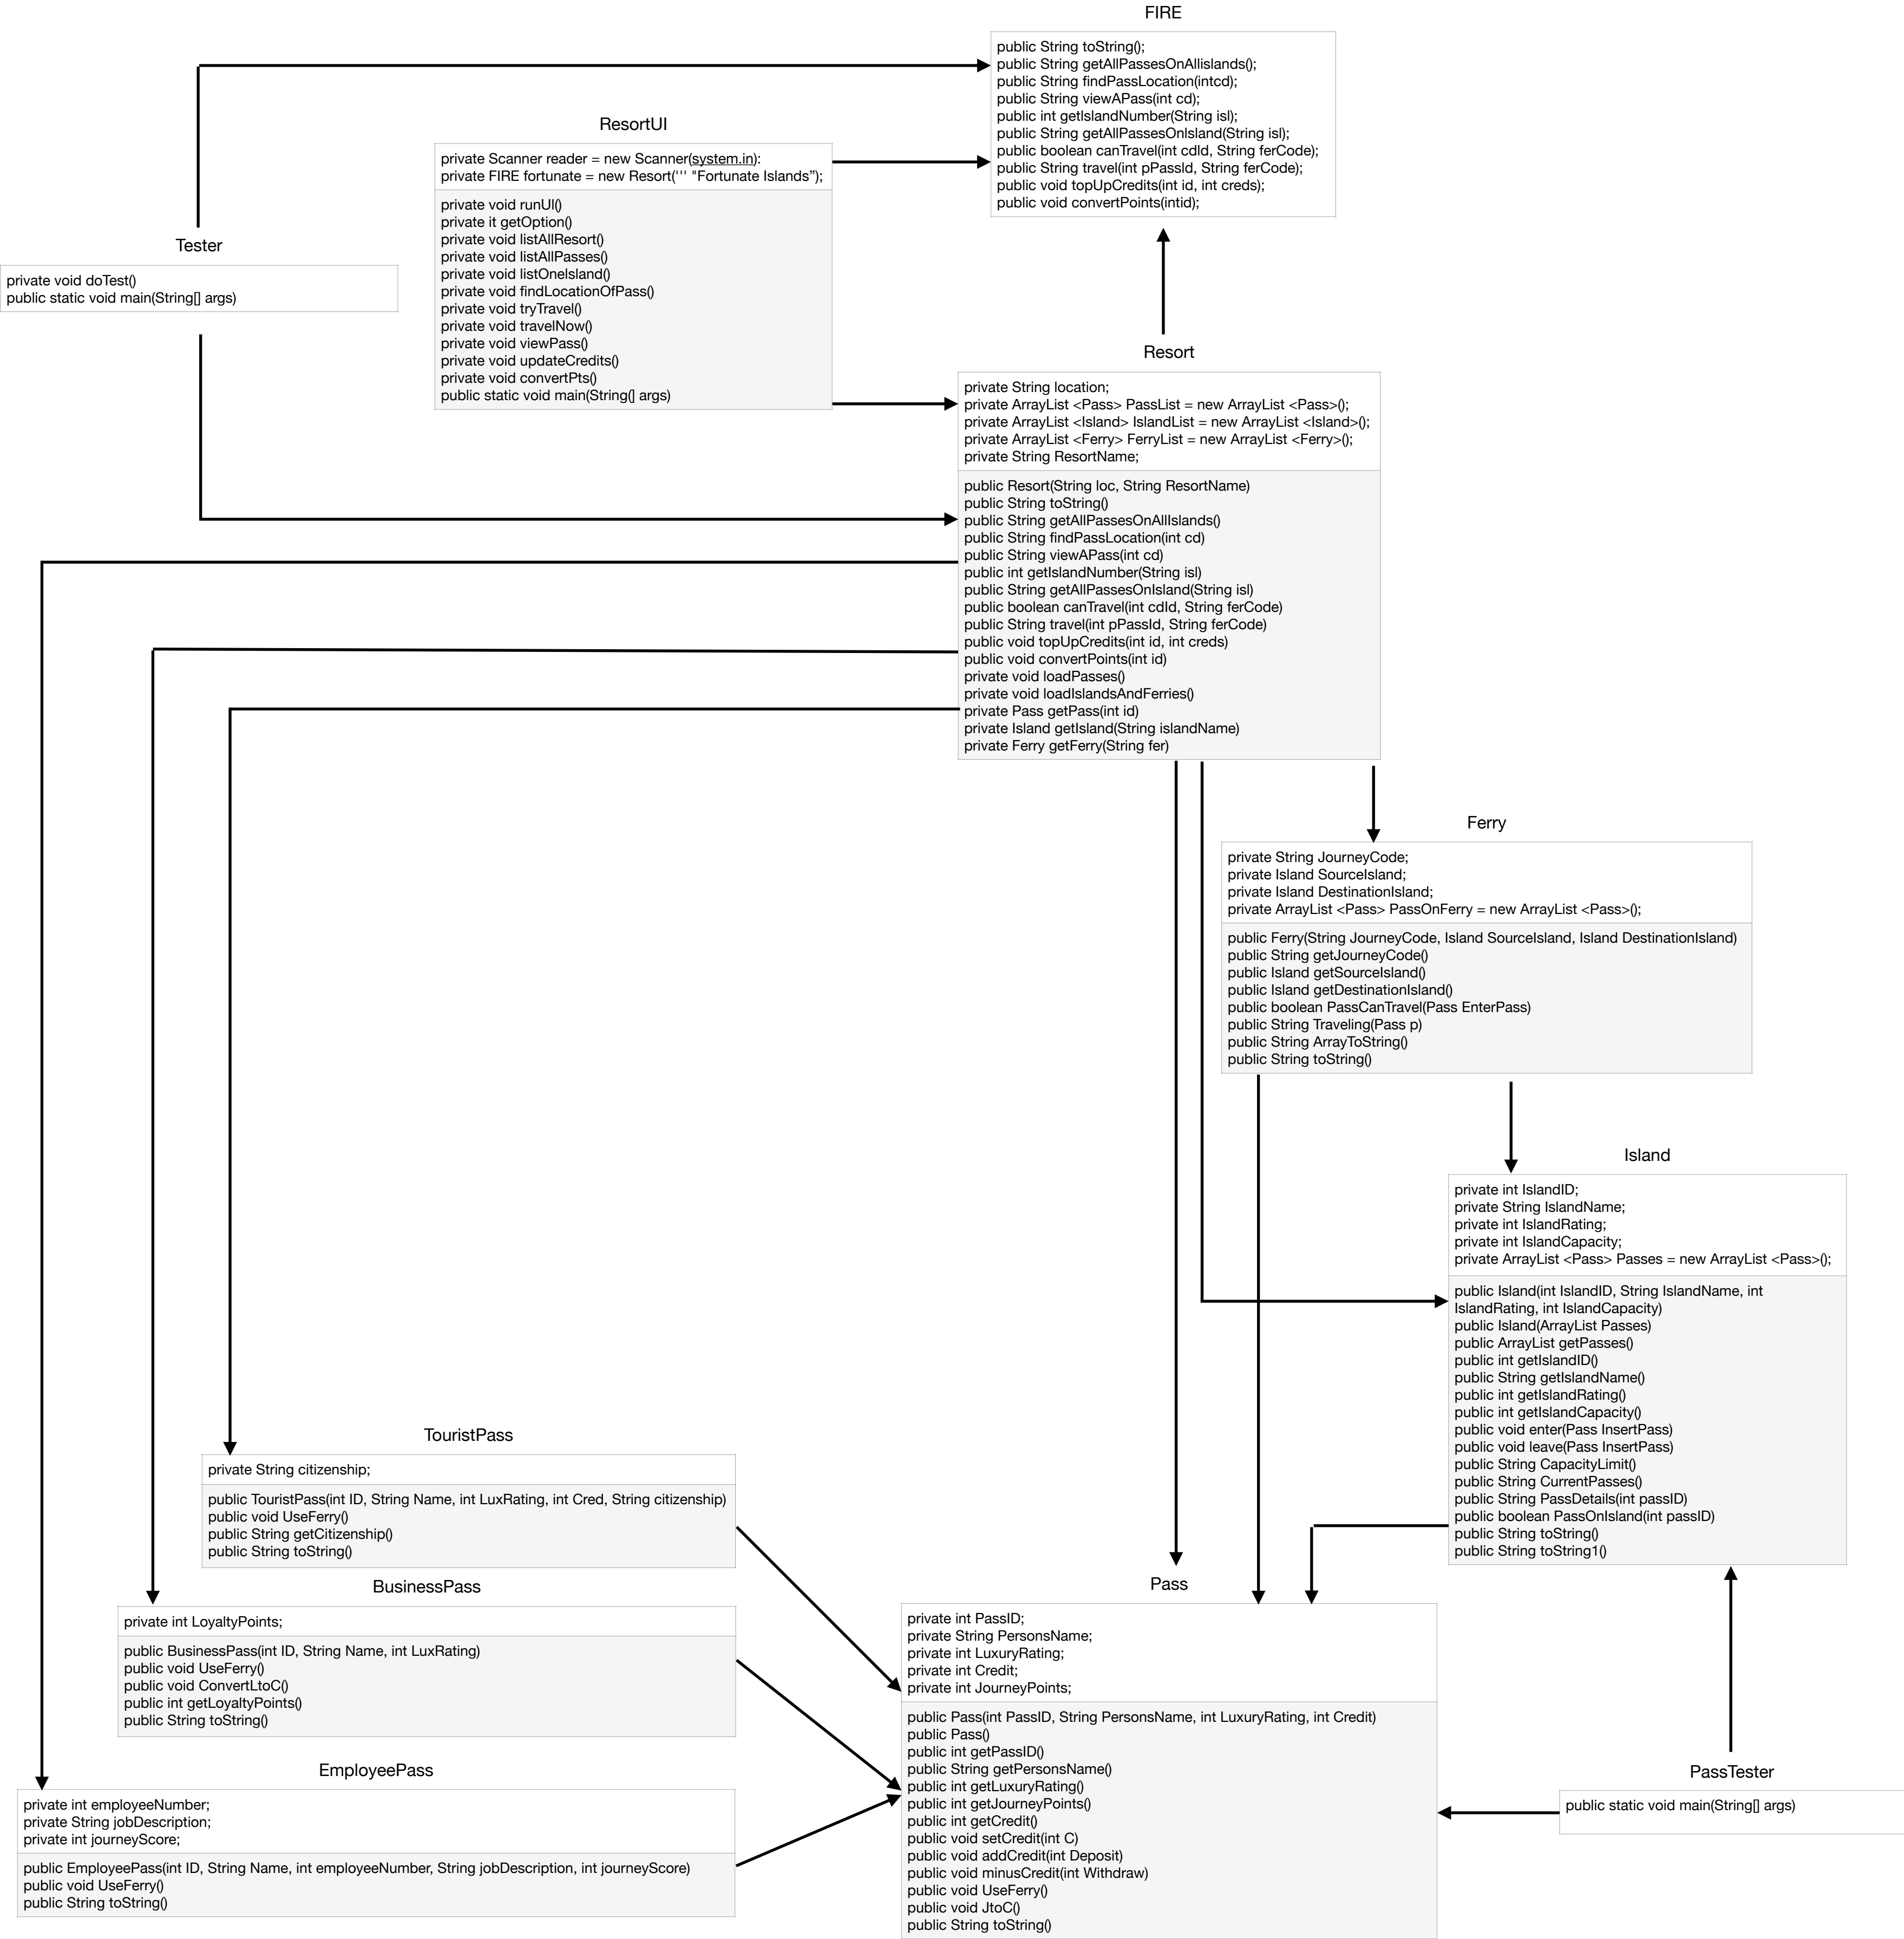 FIRE
public String toString();
public String getAllPassesOnAllislands();
public String findPassLocation(intcd);
public String viewAPass(int cd);
public int getIslandNumber(String isl);
public String getAllPassesOnIsland(String isl);
public boolean canTravel(int cdId, String ferCode);
public String travel(int pPassId, String ferCode);
public void topUpCredits(int id, int creds);
public void convertPoints(intid);
ResortUI
private Scanner reader = new Scanner(system.in):
private FIRE fortunate = new Resort(''' "Fortunate Islands”);
private void runUI()
private it getOption()
private void listAllResort()
private void listAllPasses()
private void listOneIsland()
private void findLocationOfPass()
private void tryTravel()
private void travelNow()
private void viewPass()
private void updateCredits()
private void convertPts()
public static void main(String(] args)
Tester
private void doTest()
public static void main(String[] args)
Resort
private String location;
private ArrayList <Pass> PassList = new ArrayList <Pass>();
private ArrayList <Island> IslandList = new ArrayList <Island>();
private ArrayList <Ferry> FerryList = new ArrayList <Ferry>();
private String ResortName;
public Resort(String loc, String ResortName)
public String toString()
public String getAllPassesOnAllIslands()
public String findPassLocation(int cd)
public String viewAPass(int cd)
public int getIslandNumber(String isl)
public String getAllPassesOnIsland(String isl)
public boolean canTravel(int cdId, String ferCode)
public String travel(int pPassId, String ferCode)
public void topUpCredits(int id, int creds)
public void convertPoints(int id)
private void loadPasses()
private void loadIslandsAndFerries()
private Pass getPass(int id)
private Island getIsland(String islandName)
private Ferry getFerry(String fer)
Ferry
private String JourneyCode;
private Island SourceIsland;
private Island DestinationIsland;
private ArrayList <Pass> PassOnFerry = new ArrayList <Pass>();
public Ferry(String JourneyCode, Island SourceIsland, Island DestinationIsland)
public String getJourneyCode()
public Island getSourceIsland()
public Island getDestinationIsland()
public boolean PassCanTravel(Pass EnterPass)
public String Traveling(Pass p)
public String ArrayToString()
public String toString()
Island
private int IslandID;
private String IslandName;
private int IslandRating;
private int IslandCapacity;
private ArrayList <Pass> Passes = new ArrayList <Pass>();
public Island(int IslandID, String IslandName, int
IslandRating, int IslandCapacity)
public Island(ArrayList Passes)
public ArrayList getPasses()
public int getIslandID()
public String getIslandName()
public int getIslandRating()
public int getIslandCapacity()
public void enter(Pass InsertPass)
public void leave(Pass InsertPass)
public String CapacityLimit()
public String CurrentPasses()
public String PassDetails(int passID)
public boolean PassOnIsland(int passID)
public String toString()
public String toString1()
TouristPass
private String citizenship;
public TouristPass(int ID, String Name, int LuxRating, int Cred, String citizenship)
public void UseFerry()
public String getCitizenship()
public String toString()
BusinessPass
private int LoyaltyPoints;
public BusinessPass(int ID, String Name, int LuxRating)
public void UseFerry()
public void ConvertLtoC()
public int getLoyaltyPoints()
public String toString()
EmployeePass
private int employeeNumber;
private String jobDescription;
private int journeyScore;
public EmployeePass(int ID, String Name, int employeeNumber, String jobDescription, int journeyScore)
public void UseFerry()
public String toString()
Pass
private int PassID;
private String PersonsName;
private int LuxuryRating;
private int Credit;
private int JourneyPoints;
public Pass(int PassID, String PersonsName, int LuxuryRating, int Credit)
public Pass()
public int getPassID()
public String getPersonsName()
public int getLuxuryRating()
public int getJourneyPoints()
public int getCredit()
public void setCredit(int C)
public void addCredit(int Deposit)
public void minusCredit(int Withdraw)
public void UseFerry()
public void JtoC()
public String toString()
PassTester
public static void main(String[] args)